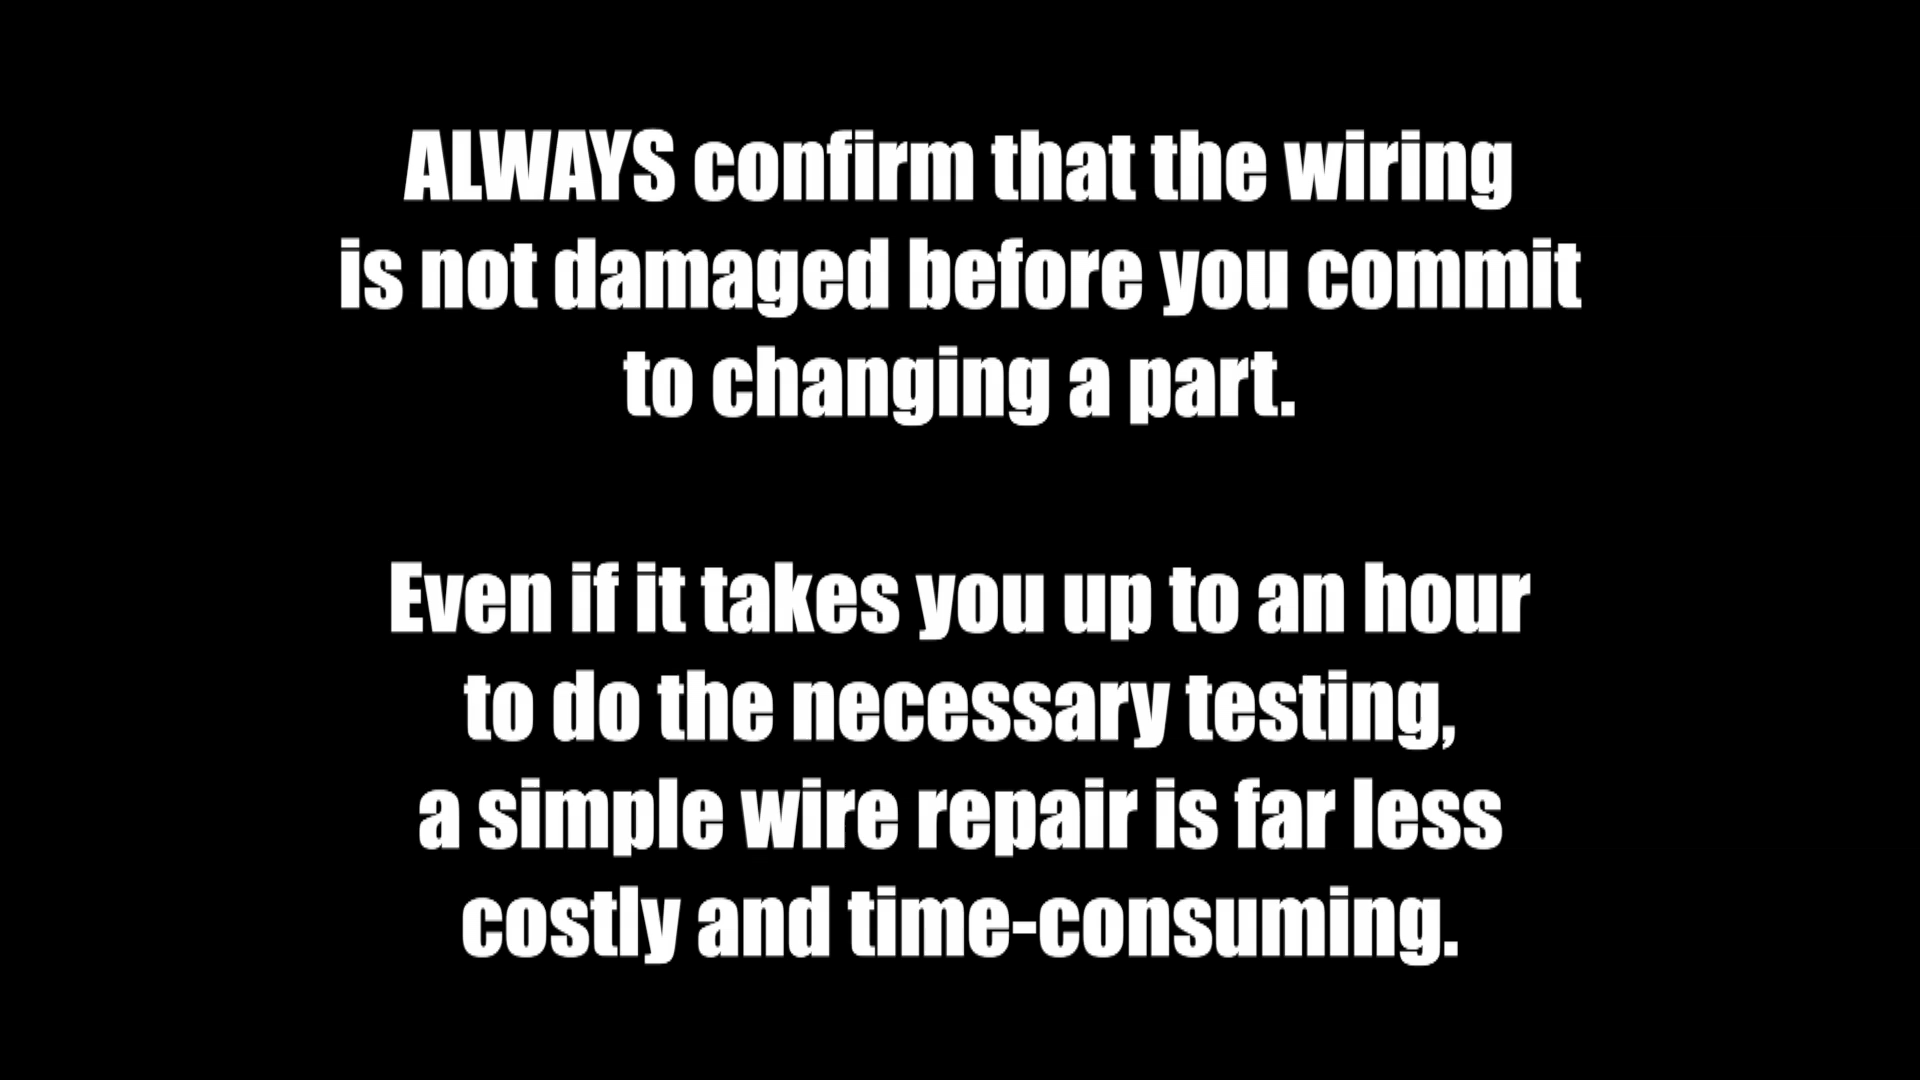 ALWAYS confirm that the wiring
is not damaged before you commit
to changing a part.
Even if it takes you up to an hour
to do the necessary testing,
a simple wire repair is far less
costly and time-consuming.